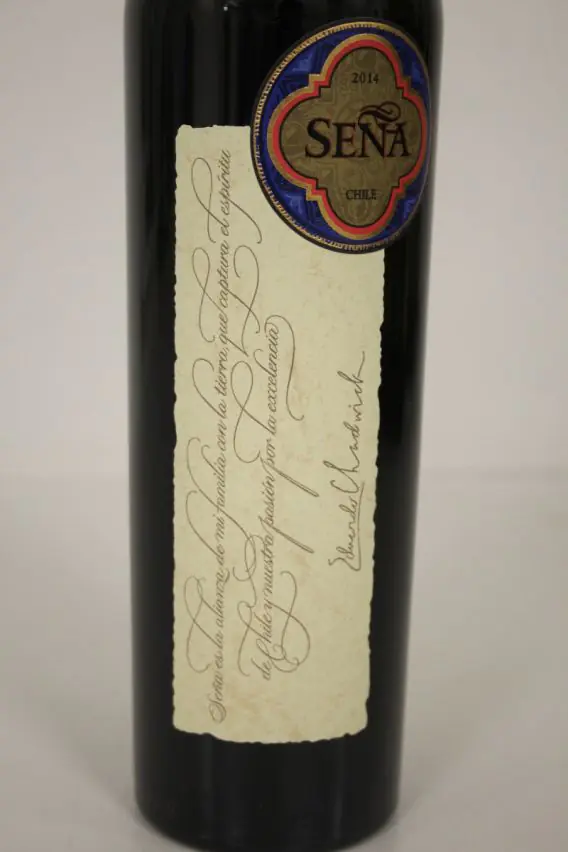 2014
SEÑA
CHILE
Seña es la alianza de mi familia con la tierra, que captura el espíritu
de Chile y nuestra pasión por la excelencia
Eduardo Chadwick